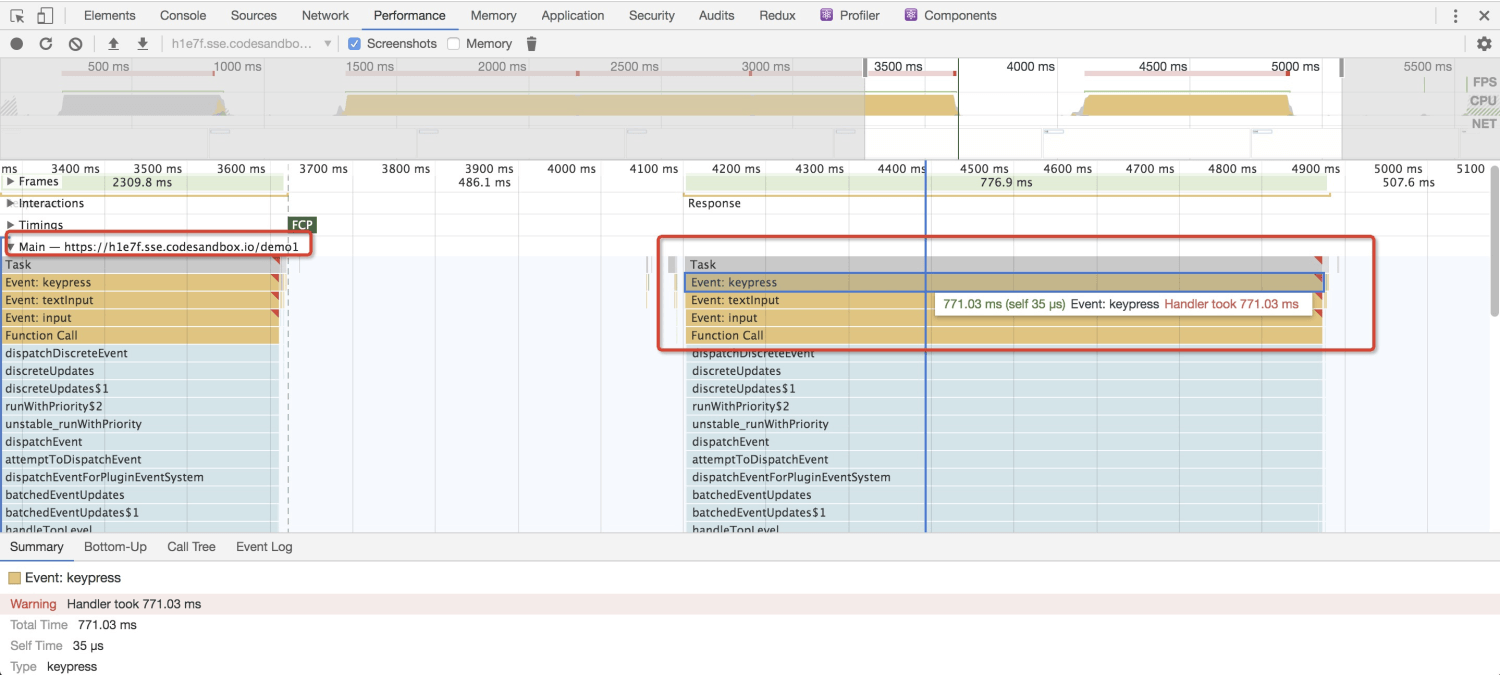 Elements Console Sources Network Performance Memory Application Security Audits Redux Profiler Components
h1e7f.sse.codesandbo... Screenshots Memory
500 ms 1000 ms 1500 ms 2000 ms 2500 ms 3000 ms 3500 ms 4000 ms 4500 ms 5000 ms 5500 ms
FPS
CPU
NET
ms 3400 ms 3500 ms 3600 ms 3700 ms 3800 ms 3900 ms 4000 ms 4100 ms 4200 ms 4300 ms 4400 ms 4500 ms 4600 ms 4700 ms 4800 ms 4900 ms 5000 ms 5100
Frames 2309.8 ms 486.1 ms 776.9 ms 507.6 ms
Interactions Response
Timings FCP
Main — https://h1e7f.sse.codesandbox.io/demo1
Task Task
Event: keypress Event: keypress
Event: textInput Event: textInput 771.03 ms (self 35 μs) Event: keypress Handler took 771.03 ms
Event: input Event: input
Function Call Function Call
dispatchDiscreteEvent dispatchDiscreteEvent
discreteUpdates discreteUpdates
discreteUpdates$1 discreteUpdates$1
runWithPriority$2 runWithPriority$2
unstable_runWithPriority unstable_runWithPriority
dispatchEvent dispatchEvent
attemptToDispatchEvent attemptToDispatchEvent
dispatchEventForPluginEventSystem dispatchEventForPluginEventSystem
batchedEventUpdates batchedEventUpdates
batchedEventUpdates$1 batchedEventUpdates$1
handleTopLevel handleTopLevel
Summary Bottom-Up Call Tree Event Log
Event: keypress
Warning Handler took 771.03 ms
Total Time 771.03 ms
Self Time 35 μs
Type keypress